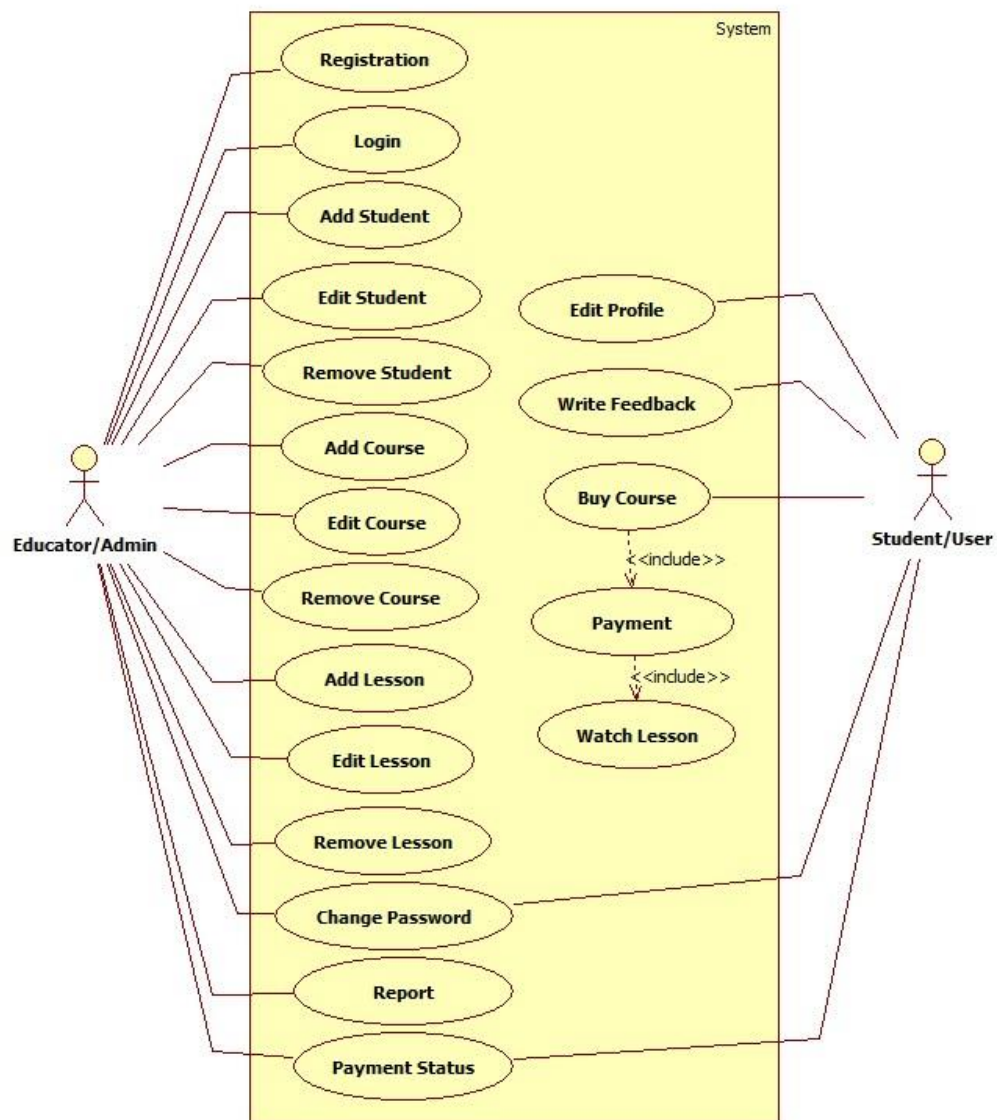 System
Registration
Login
Add Student
Edit Student
Edit Profile
Remove Student
Write Feedback
Add Course
Buy Course
Edit Course
Educator/Admin
Student/User
<<include>>
Remove Course
Payment
Add Lesson
<<include>>
Watch Lesson
Edit Lesson
Remove Lesson
Change Password
Report
Payment Status